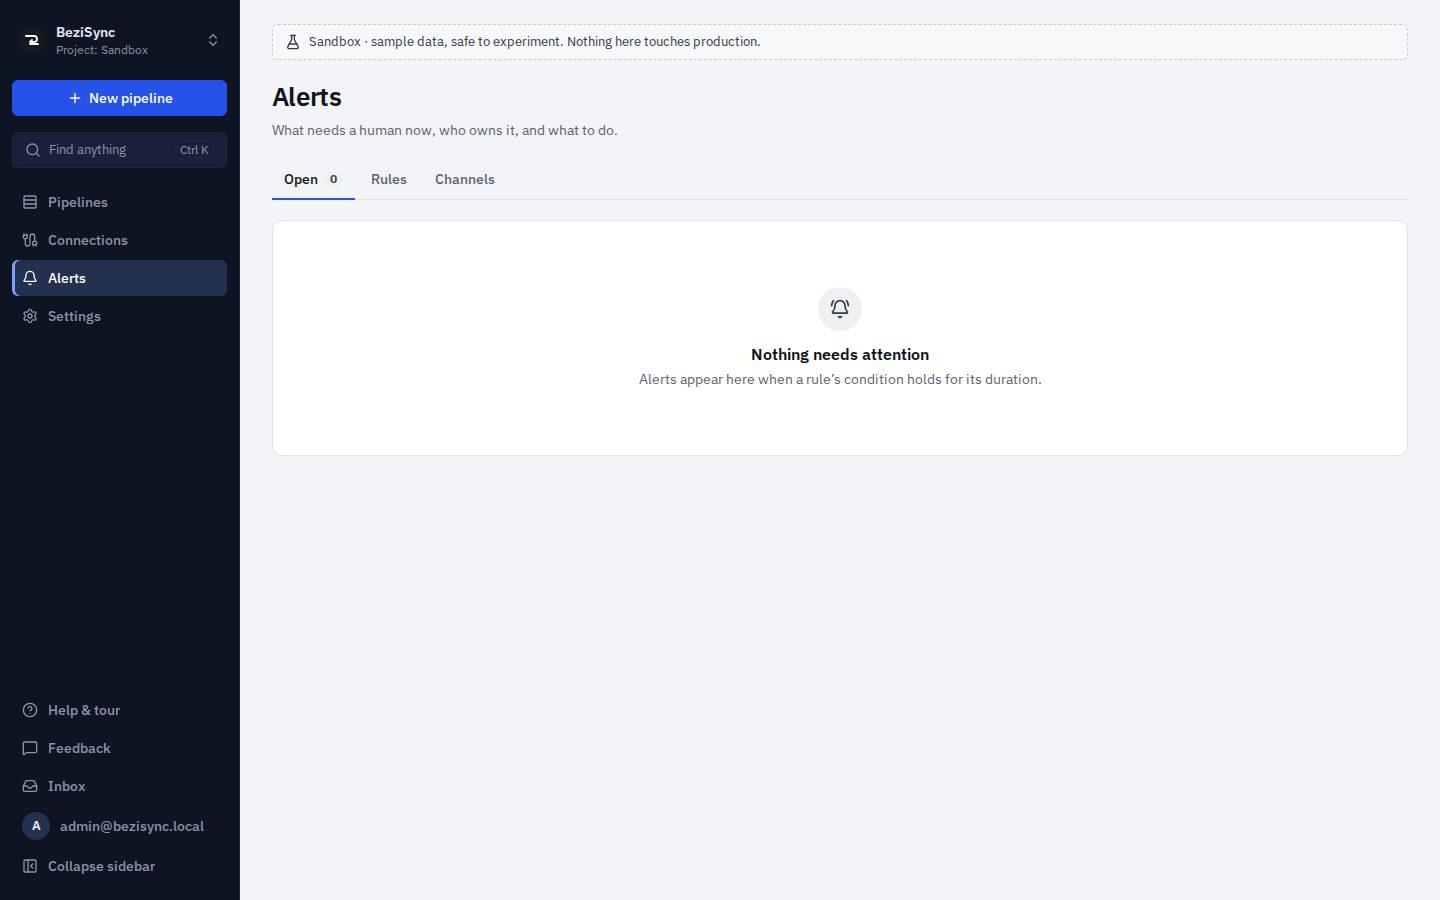 BeziSync
Project: Sandbox
New pipeline
Find anything Ctrl K
Pipelines
Connections
Alerts
Settings
Help & tour
Feedback
Inbox
A admin@bezisync.local
Collapse sidebar
Sandbox · sample data, safe to experiment. Nothing here touches production.
Alerts
What needs a human now, who owns it, and what to do.
Open 0 Rules Channels
Nothing needs attention
Alerts appear here when a rule’s condition holds for its duration.